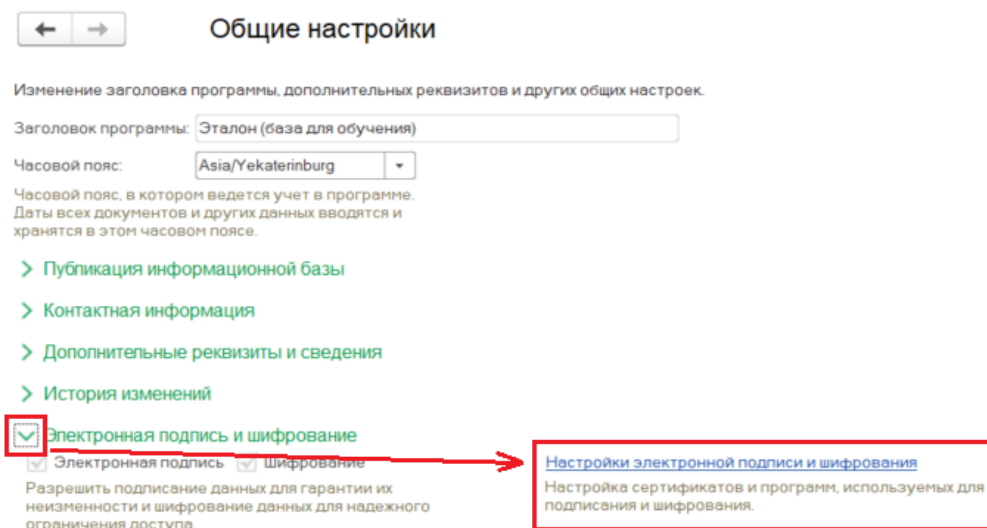 Общие настройки
Изменение заголовка программы, дополнительных реквизитов и других общих настроек.
Заголовок программы: Эталон (база для обучения)
Часовой пояс: Asia/Yekaterinburg
Часовой пояс, в котором ведется учет в программе.
Даты всех документов и других данных вводятся и
хранятся в этом часовом поясе.
Публикация информационной базы
Контактная информация
Дополнительные реквизиты и сведения
История изменений
Электронная подпись и шифрование
Электронная подпись Шифрование
Разрешить подписание данных для гарантии их
неизменности и шифрование данных для надежного
ограничения доступа.
Настройки электронной подписи и шифрования
Настройка сертификатов и программ, используемых для
подписания и шифрования.